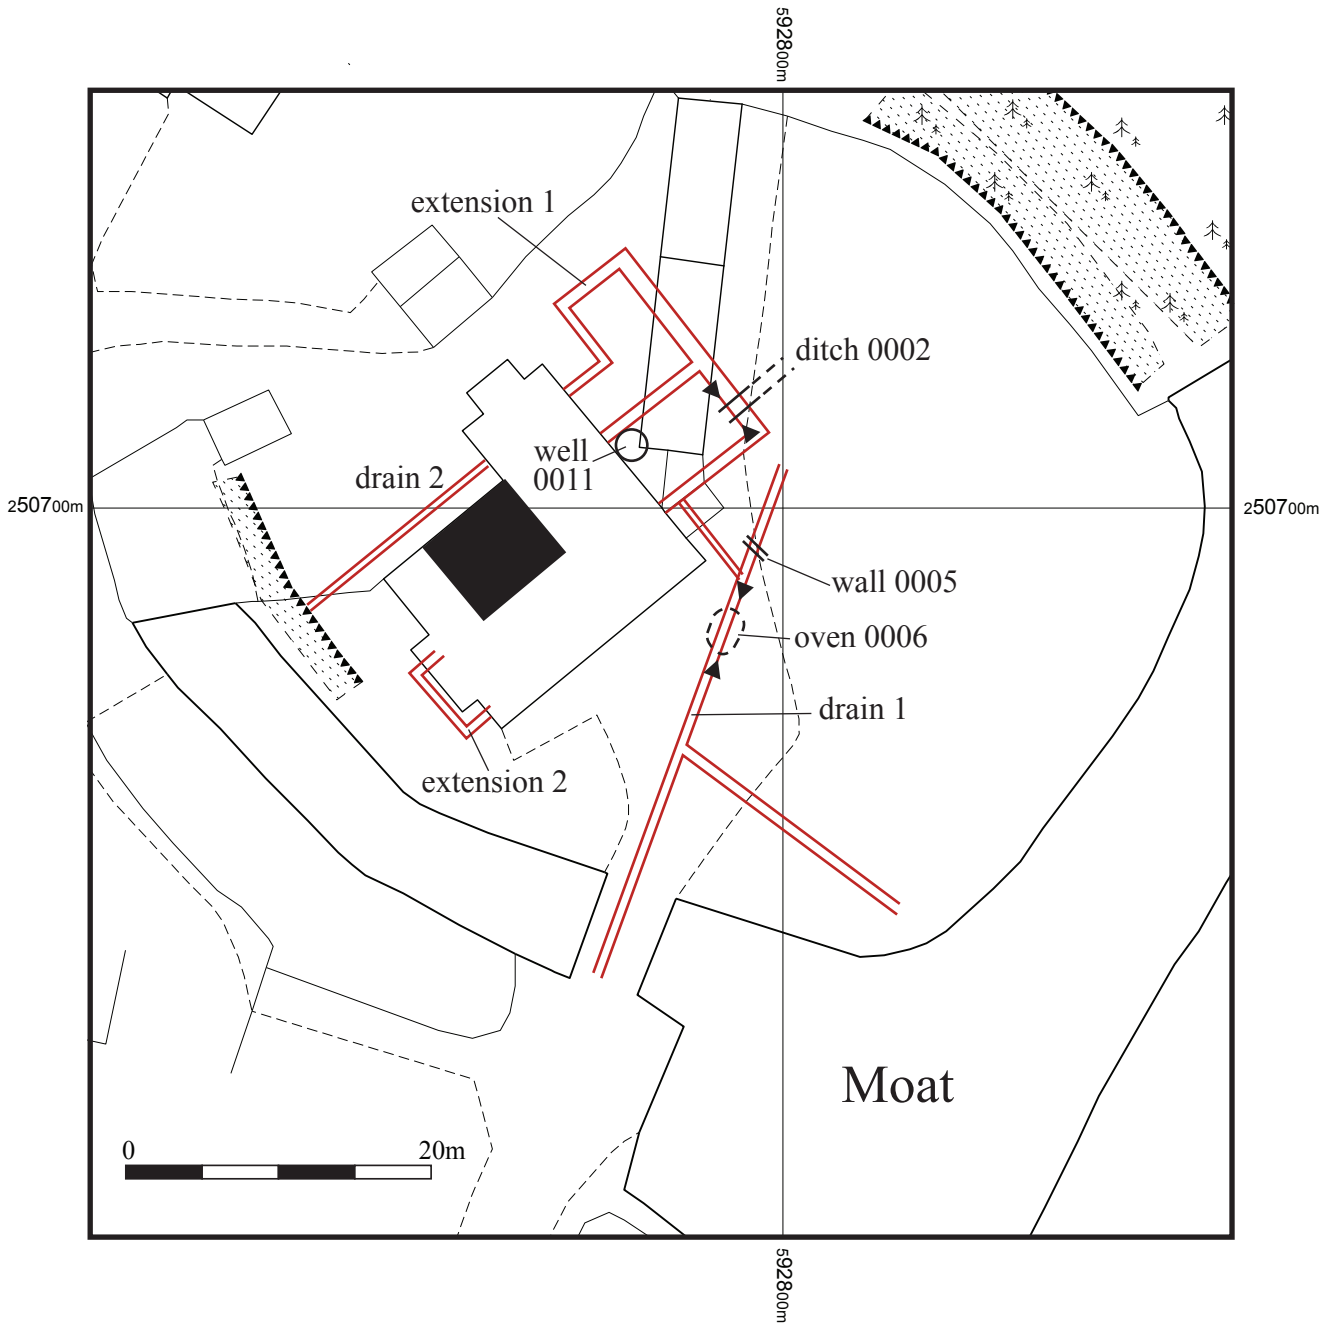 592800m
extension 1
ditch 0002
well
0011
drain 2
250700m
250700m
wall 0005
oven 0006
drain 1
extension 2
Moat
0 20m
592800m